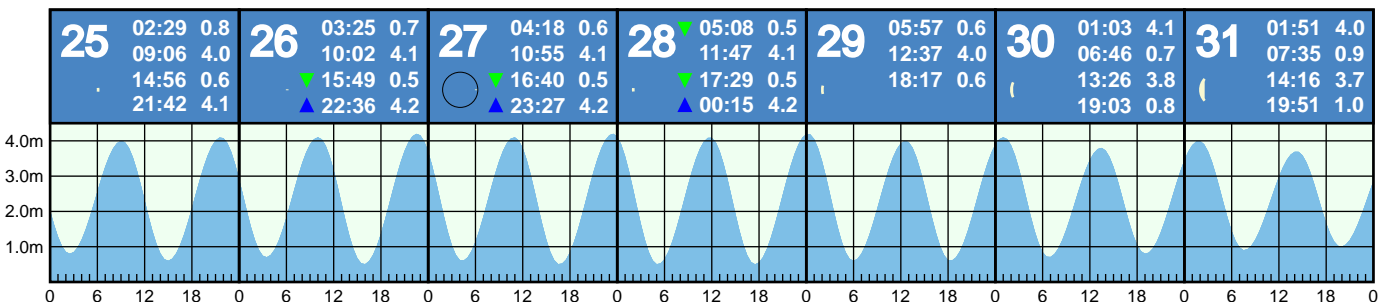 25
02:29 0.8
09:06 4.0
14:56 0.6
21:42 4.1
26
03:25 0.7
10:02 4.1
▼ 15:49 0.5
▲ 22:36 4.2
27
04:18 0.6
10:55 4.1
▼ 16:40 0.5
▲ 23:27 4.2
28
▼ 05:08 0.5
11:47 4.1
▼ 17:29 0.5
▲ 00:15 4.2
29
05:57 0.6
12:37 4.0
18:17 0.6
30
01:03 4.1
06:46 0.7
13:26 3.8
19:03 0.8
31
01:51 4.0
07:35 0.9
14:16 3.7
19:51 1.0
4.0m
3.0m
2.0m
1.0m
0 6 12 18 0 6 12 18 0 6 12 18 0 6 12 18 0 6 12 18 0 6 12 18 0 6 12 18 0